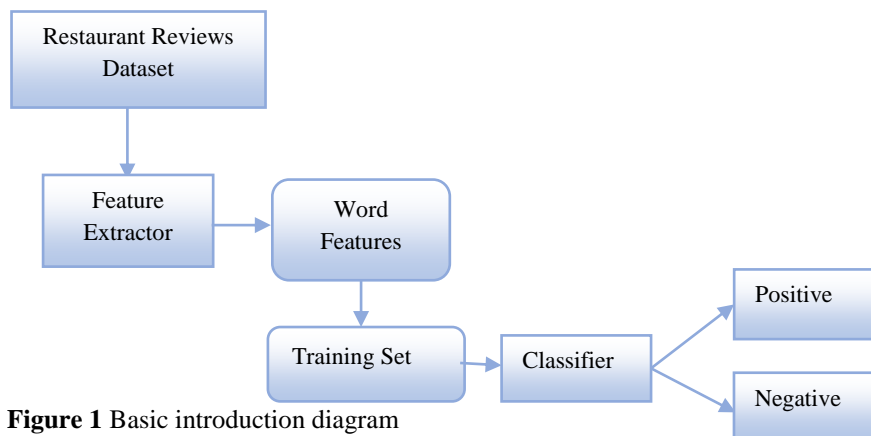 Restaurant Reviews
Dataset
Feature
Extractor
Word
Features
Training Set
Classifier
Positive
Negative
Figure 1 Basic introduction diagram